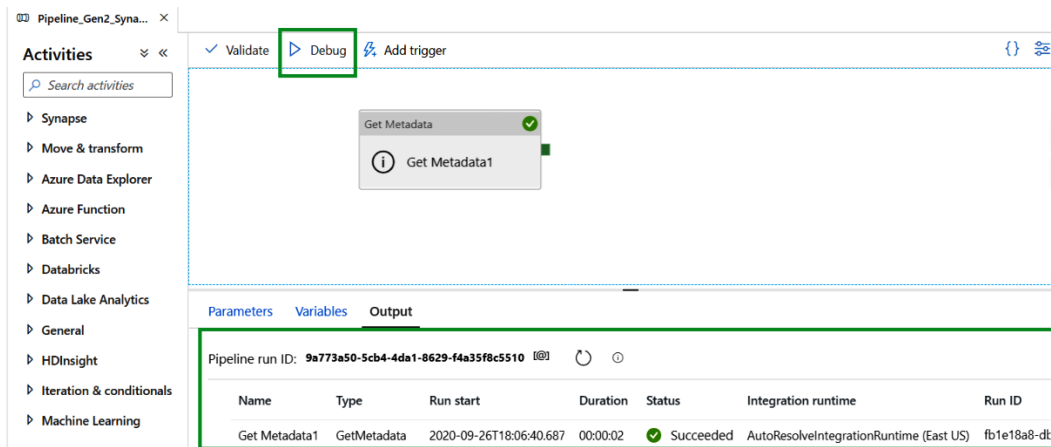 Pipeline_Gen2_Syna...
Activities
Validate Debug Add trigger {}
Search activities
Synapse
Move & transform
Azure Data Explorer
Azure Function
Batch Service
Databricks
Data Lake Analytics
General
HDInsight
Iteration & conditionals
Machine Learning
Get Metadata
Get Metadata1
Parameters Variables Output
Pipeline run ID: 9a773a50-5cb4-4da1-8629-f4a35f8c5510 [@]
Name Type Run start Duration Status Integration runtime Run ID
Get Metadata1 GetMetadata 2020-09-26T18:06:40.687 00:00:02 Succeeded AutoResolveIntegrationRuntime (East US) fb1e18a8-db